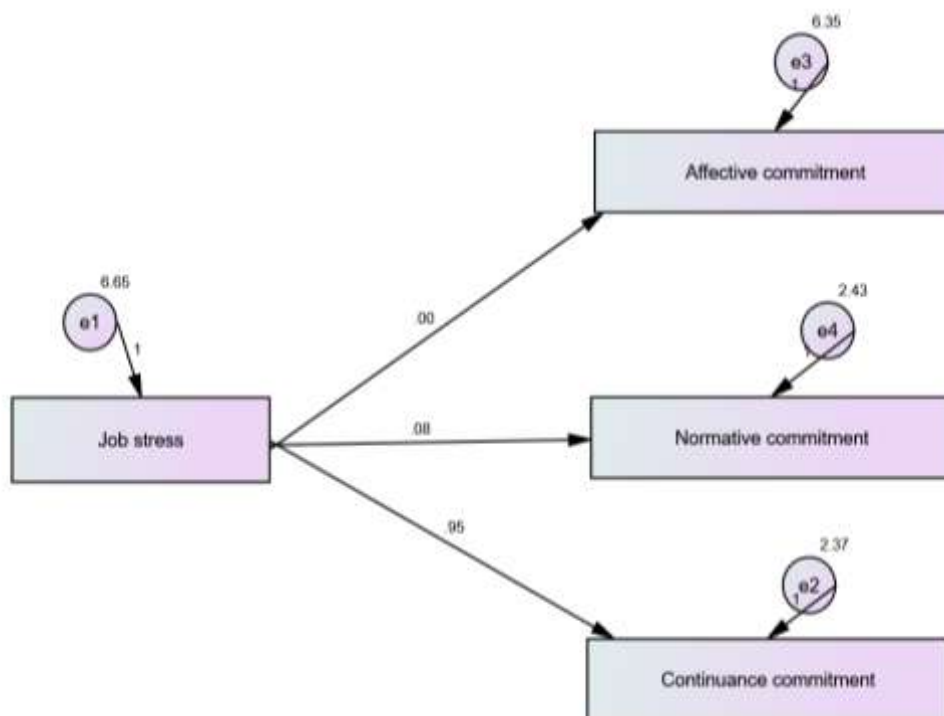 6.35
e3
1
Affective commitment
6.65
e1
1
.00
2.43
e4
1
Job stress
.08
Normative commitment
.95
2.37
e2
1
Continuance commitment